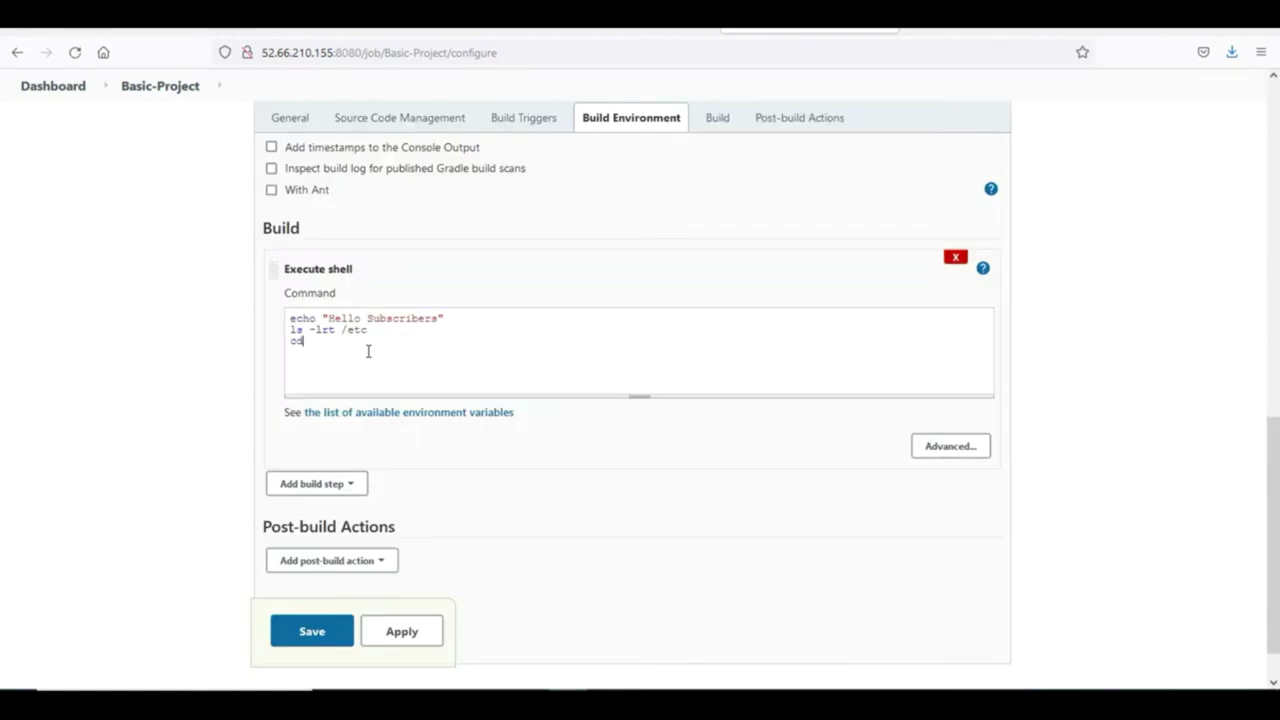 52.66.210.155:8080/job/Basic-Project/configure
Dashboard
Basic-Project
General
Source Code Management
Build Triggers
Build Environment
Build
Post-build Actions
Add timestamps to the Console Output
Inspect build log for published Gradle build scans
With Ant
?
Build
X
Execute shell
?
Command
echo "Hello Subscribers"
ls -lrt /etc
cd
See the list of available environment variables
Advanced...
Add build step
Post-build Actions
Add post-build action
Save
Apply